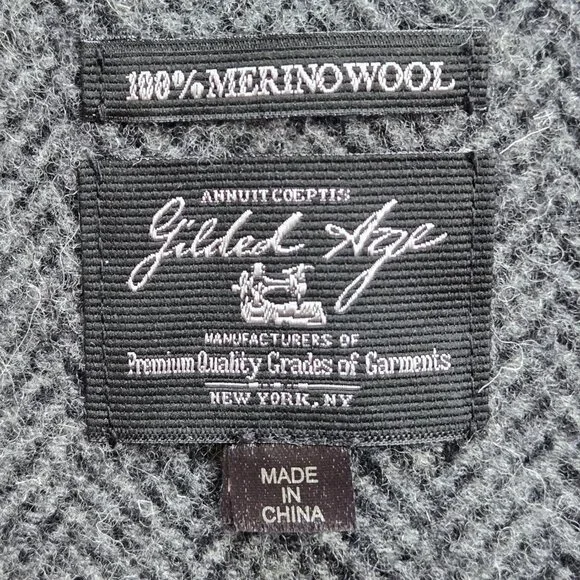 100% MERINO WOOL
ANNUIT COEPTIS
Gilded Age
MANUFACTURERS OF
Premium Quality Grades of Garments
NEW YORK, NY
MADE
IN
CHINA